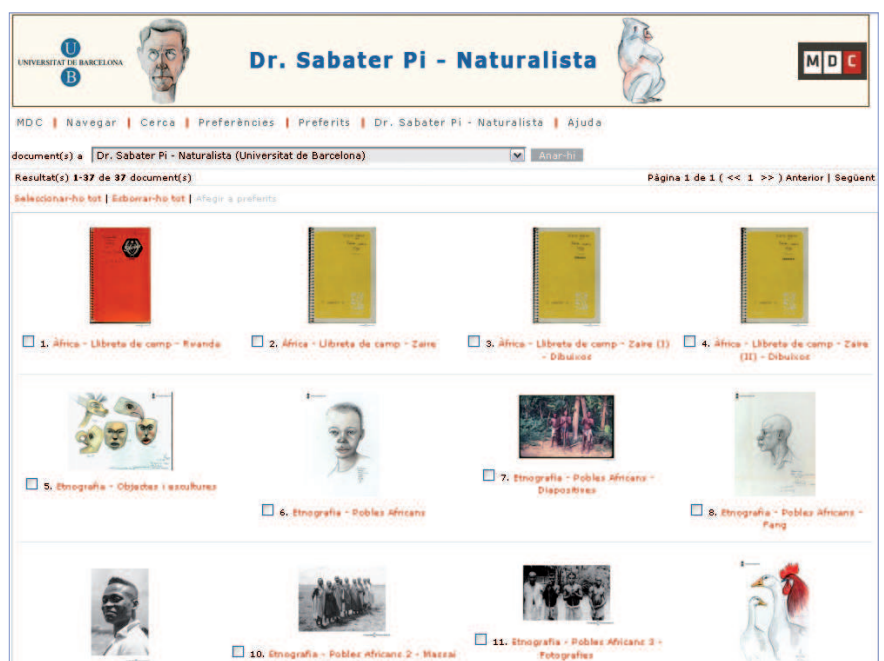 UNIVERSITAT DE BARCELONA
U
B
Dr. Sabater Pi - Naturalista
MDC
MDC | Navegar | Cerca | Preferències | Preferits | Dr. Sabater Pi - Naturalista | Ajuda
document(s) a Dr. Sabater Pi - Naturalista (Universitat de Barcelona) Anar-hi
Resultat(s) 1-37 de 37 document(s) Pàgina 1 de 1 ( << 1 >> ) Anterior | Següent
Seleccionar-ho tot | Esborrar-ho tot | Afegir a preferits
1. Àfrica - Llibreta de camp - Rwanda
2. Àfrica - Llibreta de camp - Zaire
3. Àfrica - Llibreta de camp - Zaire (I)
- Dibuixos
4. Àfrica - Llibreta de camp - Zaire
(II) - Dibuixos
5. Etnografia - Objectes i escultures
6. Etnografia - Pobles Africans
7. Etnografia - Pobles Africans -
Diapositives
8. Etnografia - Pobles Africans -
Fang
10. Etnografia - Pobles Africans 2 - Massai
11. Etnografia - Pobles Africans 3 -
Fotografies